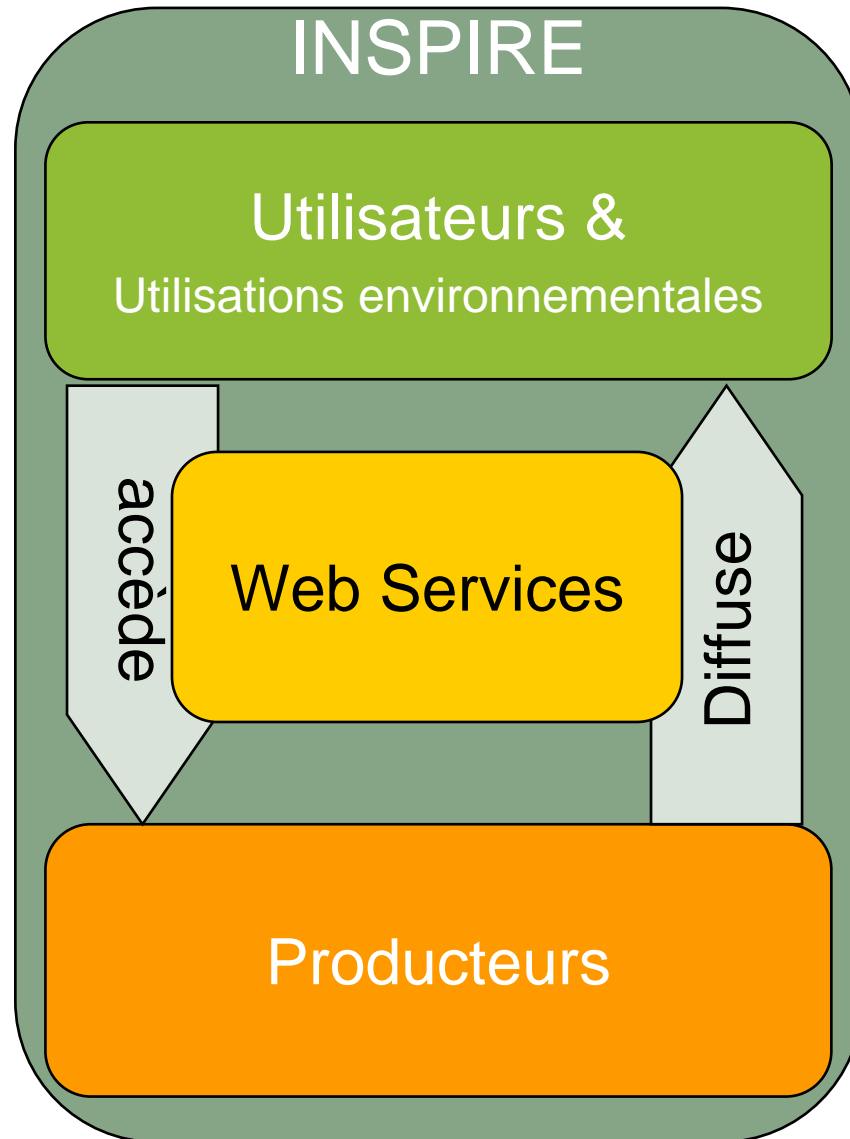 INSPIRE
Utilisateurs &
Utilisations environnementales
accède
Web Services
Diffuse
Producteurs